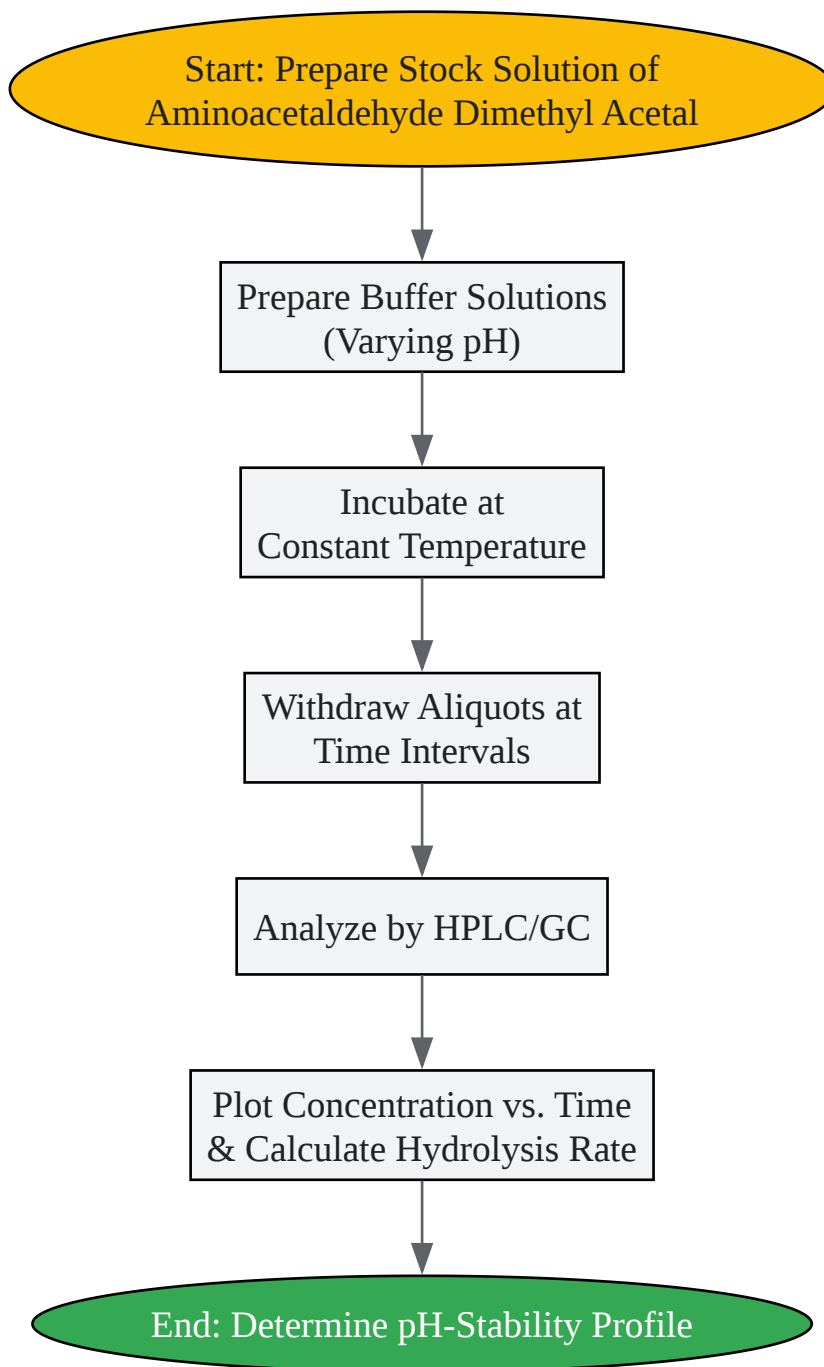 Start: Prepare Stock Solution of
Aminoacetaldehyde Dimethyl Acetal
Prepare Buffer Solutions
(Varying pH)
Incubate at
Constant Temperature
Withdraw Aliquots at
Time Intervals
Analyze by HPLC/GC
Plot Concentration vs. Time
& Calculate Hydrolysis Rate
End: Determine pH-Stability Profile